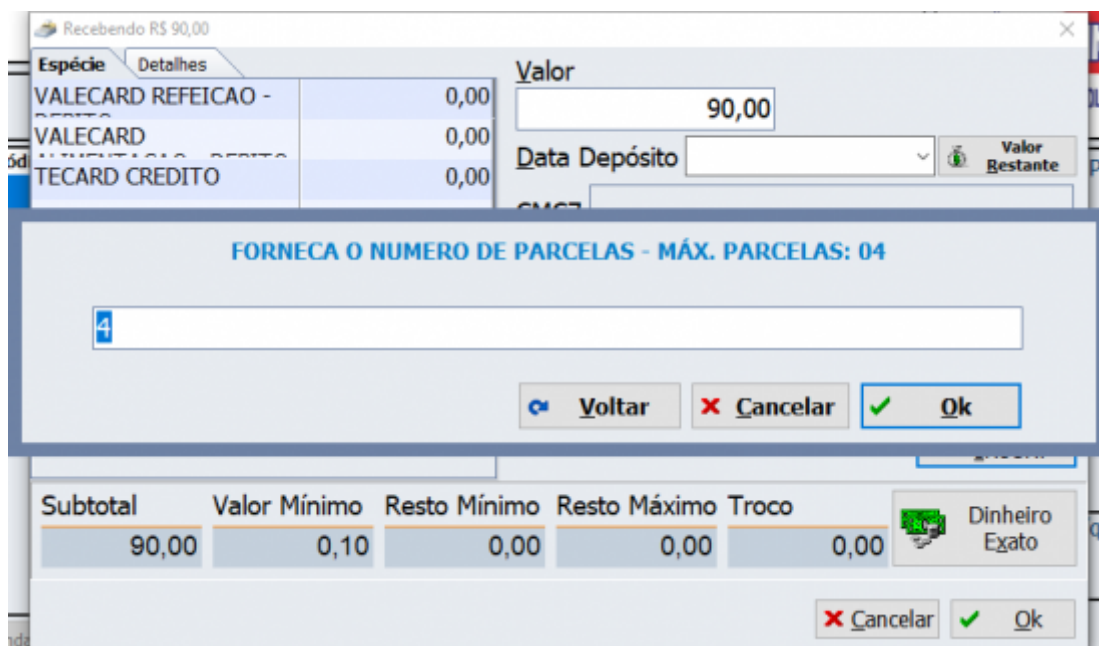 Recebendo R$ 90,00
Espécie Detalhes
VALECARD REFEICAO - 0,00
VALECARD 0,00
TECARD CREDITO 0,00
Valor
90,00
Data Depósito Valor Restante
FORNECA O NUMERO DE PARCELAS - MÁX. PARCELAS: 04
4
Voltar Cancelar Ok
Subtotal Valor Mínimo Resto Mínimo Resto Máximo Troco
90,00 0,10 0,00 0,00 0,00
Dinheiro
Exato
Cancelar Ok